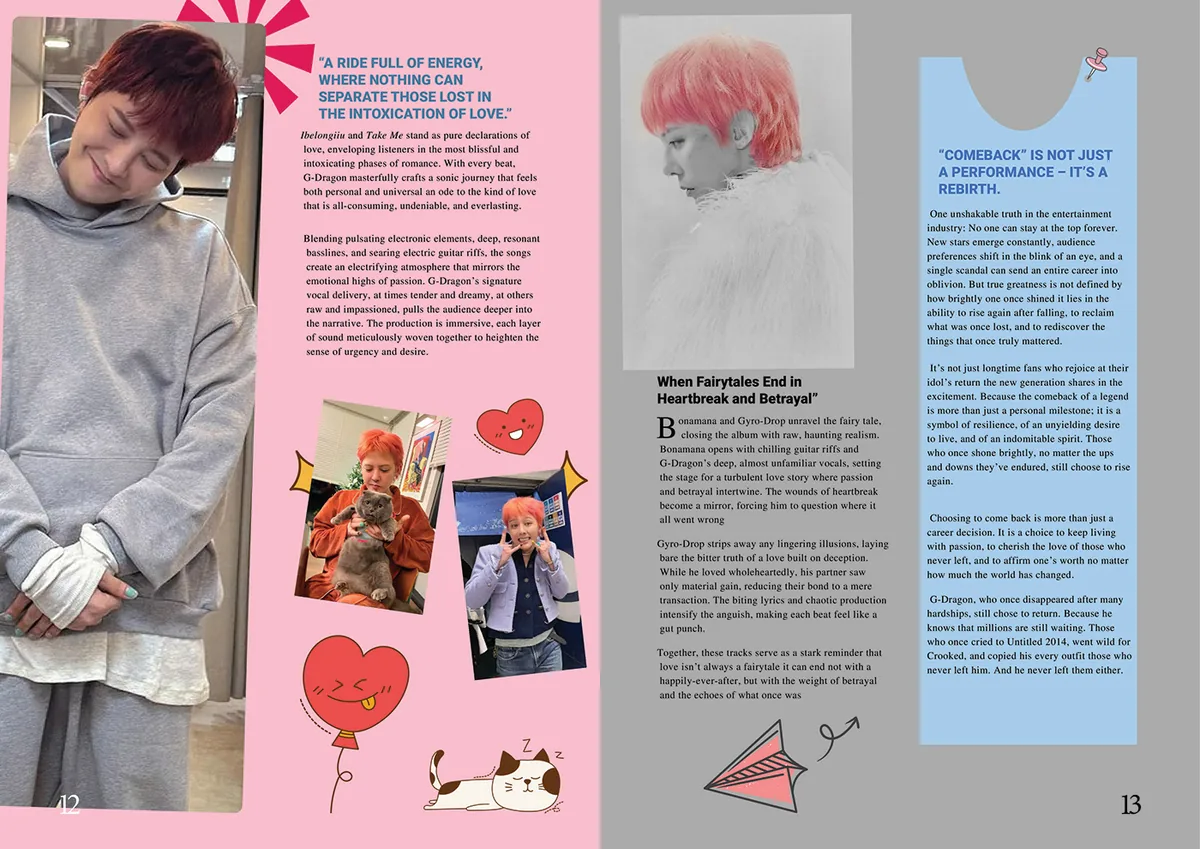 “A RIDE FULL OF ENERGY,
WHERE NOTHING CAN
SEPARATE THOSE LOST IN
THE INTOXICATION OF LOVE.”
Ibelongiiu and Take Me stand as pure declarations of
love, enveloping listeners in the most blissful and
intoxicating phases of romance. With every beat,
G-Dragon masterfully crafts a sonic journey that feels
both personal and universal an ode to the kind of love
that is all-consuming, undeniable, and everlasting.
Blending pulsating electronic elements, deep, resonant
basslines, and searing electric guitar riffs, the songs
create an electrifying atmosphere that mirrors the
emotional highs of passion. G-Dragon’s signature
vocal delivery, at times tender and dreamy, at others
raw and impassioned, pulls the audience deeper into
the narrative. The production is immersive, each layer
of sound meticulously woven together to heighten the
sense of urgency and desire.
Z
z
z
12
When Fairytales End in
Heartbreak and Betrayal”
Bonamana and Gyro-Drop unravel the fairy tale,
closing the album with raw, haunting realism.
Bonamana opens with chilling guitar riffs and
G-Dragon’s deep, almost unfamiliar vocals, setting
the stage for a turbulent love story where passion
and betrayal intertwine. The wounds of heartbreak
become a mirror, forcing him to question where it
all went wrong
Gyro-Drop strips away any lingering illusions, laying
bare the bitter truth of a love built on deception.
While he loved wholeheartedly, his partner saw
only material gain, reducing their bond to a mere
transaction. The biting lyrics and chaotic production
intensify the anguish, making each beat feel like a
gut punch.
Together, these tracks serve as a stark reminder that
love isn’t always a fairytale it can end not with a
happily-ever-after, but with the weight of betrayal
and the echoes of what once was
“COMEBACK” IS NOT JUST
A PERFORMANCE – IT’S A
REBIRTH.
One unshakable truth in the entertainment
industry: No one can stay at the top forever.
New stars emerge constantly, audience
preferences shift in the blink of an eye, and a
single scandal can send an entire career into
oblivion. But true greatness is not defined by
how brightly one once shined it lies in the
ability to rise again after falling, to reclaim
what was once lost, and to rediscover the
things that once truly mattered.
It’s not just longtime fans who rejoice at their
idol’s return the new generation shares in the
excitement. Because the comeback of a legend
is more than just a personal milestone; it is a
symbol of resilience, of an unyielding desire
to live, and of an indomitable spirit. Those
who once shone brightly, no matter the ups
and downs they’ve endured, still choose to rise
again.
Choosing to come back is more than just a
career decision. It is a choice to keep living
with passion, to cherish the love of those who
never left, and to affirm one’s worth no matter
how much the world has changed.
G-Dragon, who once disappeared after many
hardships, still chose to return. Because he
knows that millions are still waiting. Those
who once cried to Untitled 2014, went wild for
Crooked, and copied his every outfit those who
never left him. And he never left them either.
13